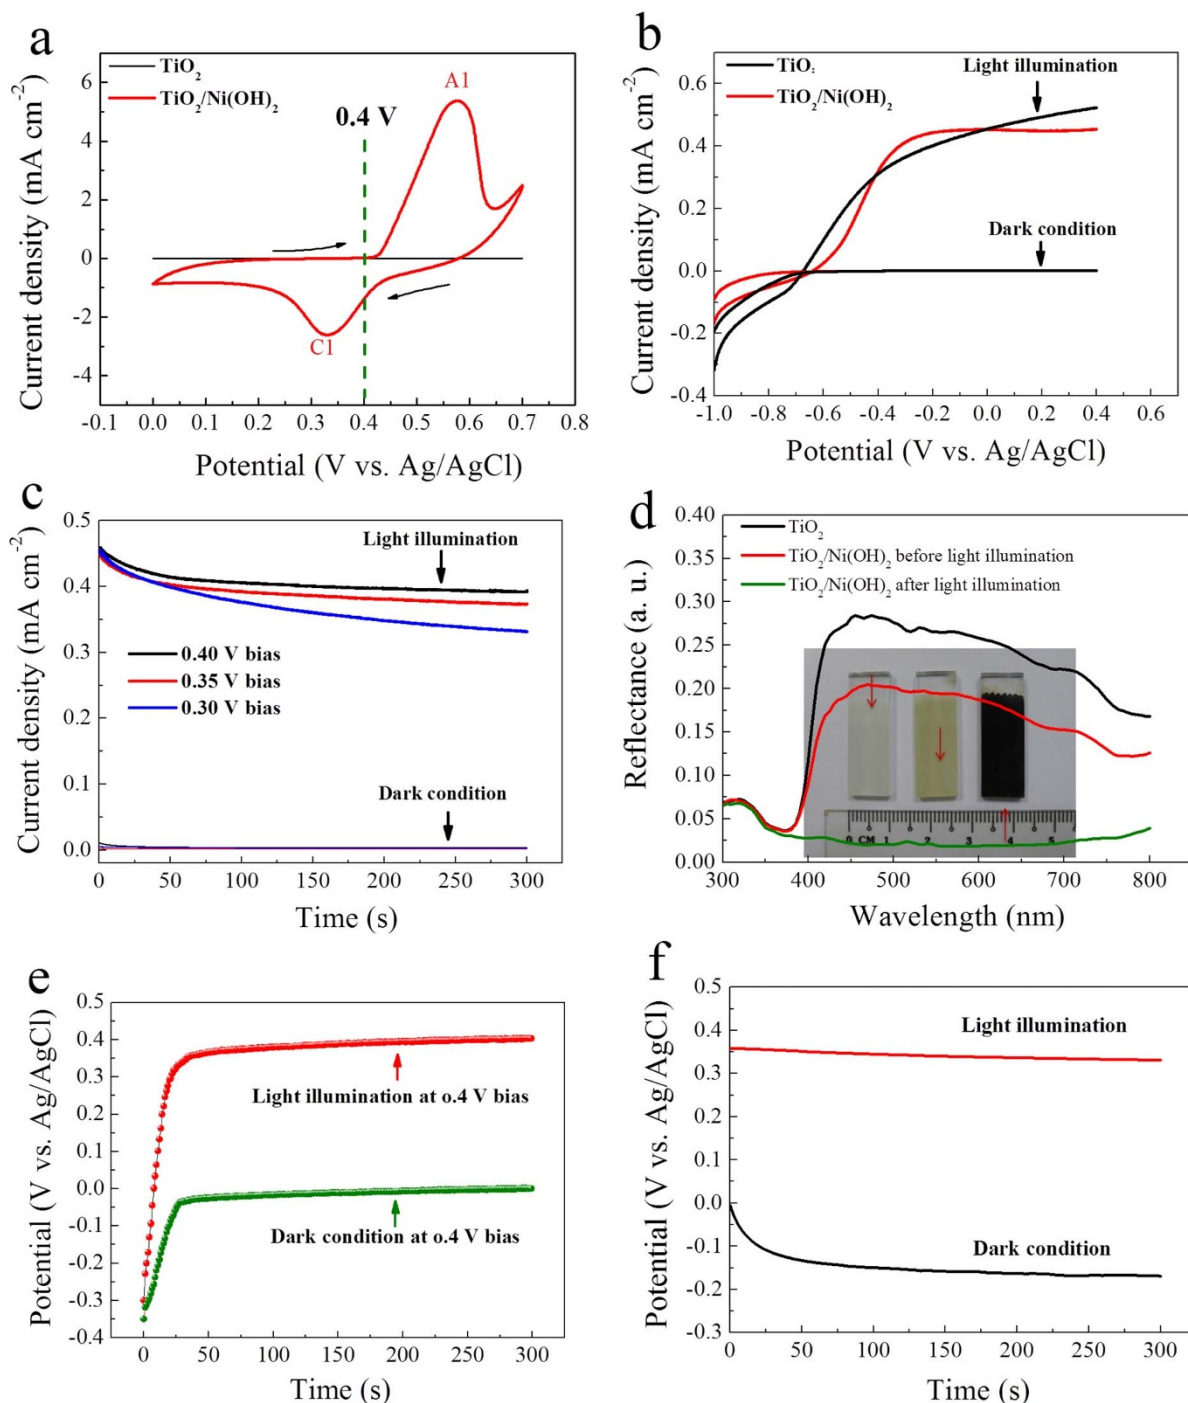 a
TiO₂
TiO₂/Ni(OH)₂
A1
0.4 V
C1
Current density (mA cm⁻²)
6
4
2
0
-2
-4
-0.1 0.0 0.1 0.2 0.3 0.4 0.5 0.6 0.7 0.8
Potential (V vs. Ag/AgCl)
b
TiO₂
TiO₂/Ni(OH)₂
Light illumination
Dark condition
Current density (mA cm⁻²)
0.6
0.4
0.2
0.0
-0.2
-0.4
-1.0 -0.8 -0.6 -0.4 -0.2 0.0 0.2 0.4 0.6
Potential (V vs. Ag/AgCl)
c
Light illumination
0.40 V bias
0.35 V bias
0.30 V bias
Dark condition
Current density (mA cm⁻²)
0.5
0.4
0.3
0.2
0.1
0.0
0 50 100 150 200 250 300
Time (s)
d
TiO₂
TiO₂/Ni(OH)₂ before light illumination
TiO₂/Ni(OH)₂ after light illumination
Reflectance (a. u.)
0.40
0.35
0.30
0.25
0.20
0.15
0.10
0.05
0.00
0 CM 1 2 3 4 5
300 400 500 600 700 800
Wavelength (nm)
e
Light illumination at o.4 V bias
Dark condition at o.4 V bias
Potential (V vs. Ag/AgCl)
0.5
0.4
0.3
0.2
0.1
0.0
-0.1
-0.2
-0.3
-0.4
0 50 100 150 200 250 300
Time (s)
f
Light illumination
Dark condition
Potential (V vs. Ag/AgCl)
0.5
0.4
0.3
0.2
0.1
0.0
-0.1
-0.2
-0.3
0 50 100 150 200 250 300
Time (s)